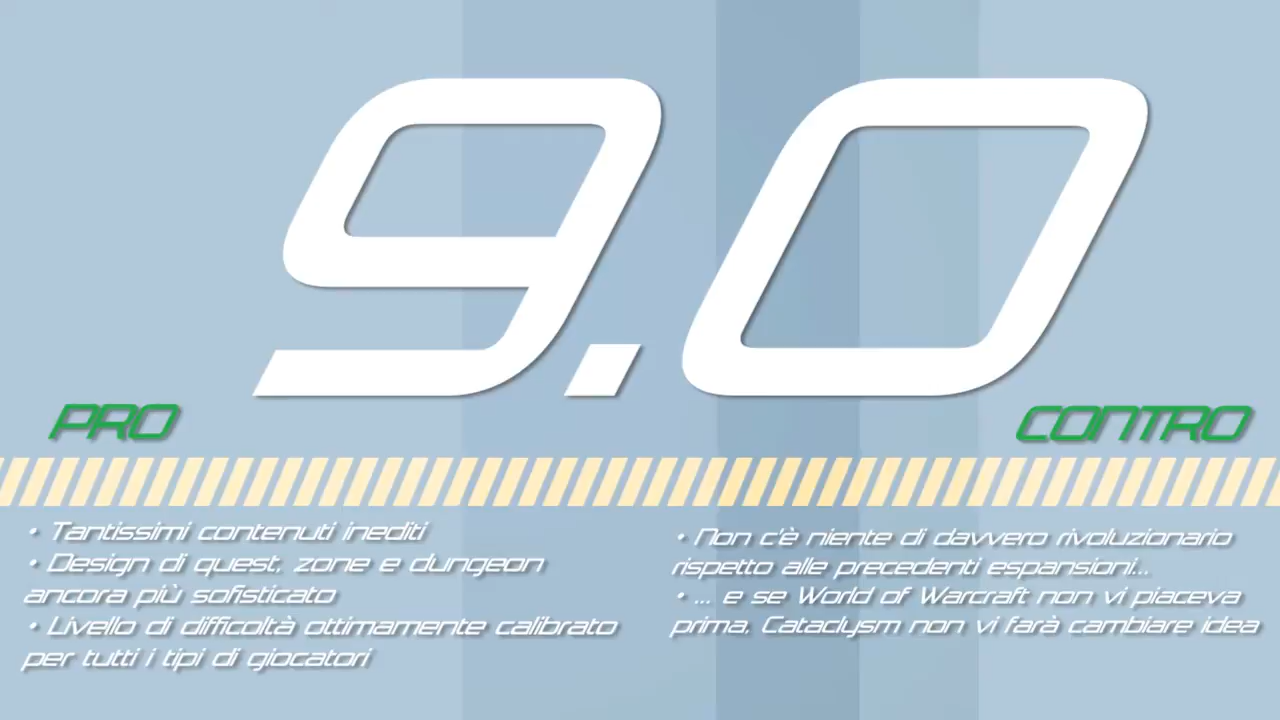 9.0
PRO
CONTRO
• Tantissimi contenuti inediti
• Design di quest, zone e dungeon
ancora più sofisticato
• Livello di difficoltà ottimamente calibrato
per tutti i tipi di giocatori
• Non c'è niente di davvero rivoluzionario
rispetto alle precedenti espansioni...
• ... e se World of Warcraft non vi piaceva
prima, Cataclysm non vi farà cambiare idea